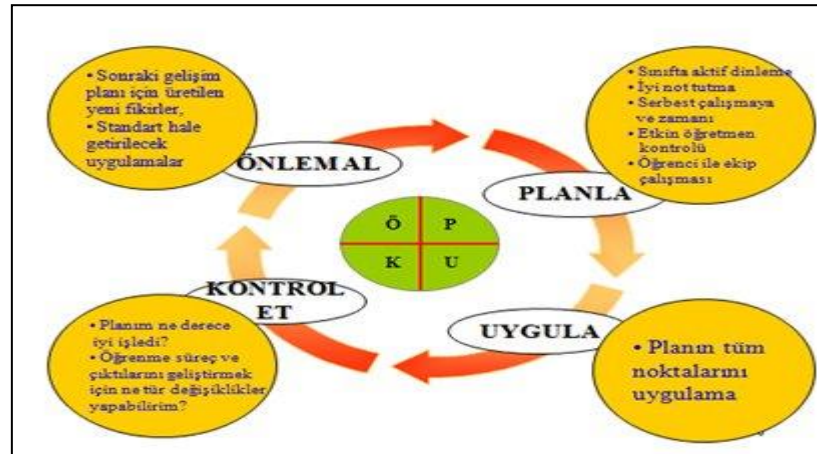 • Sonraki gelişim
planı için üretilen
yeni fikirler,
• Standart hale
getirilecek
uygulamalar
ÖNLEMAL
• Sınıfta aktif dinleme
• İyi not tutma
• Serbest çalışmaya
ve zamanı
• Etkin öğretmen
kontrolü
• Öğrenci ile ekip
çalışması
PLANLA
Ö P
K U
KONTROL
ET
• Planım ne derece
iyi işledi?
• Öğrenme süreç ve
çıktılarını geliştirmek
için ne tür değişiklikler
yapabilirim?
UYGULA
• Planın tüm
noktalarını
uygulama